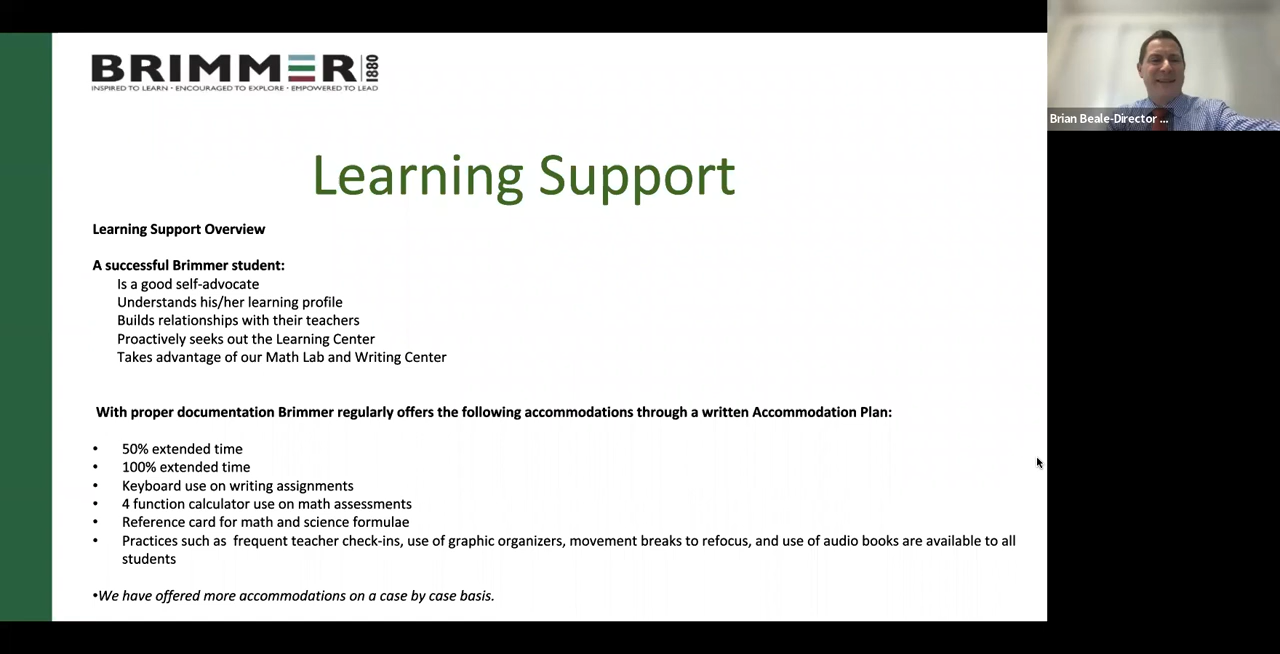 BRIMMER 1880
INSPIRED TO LEARN • ENCOURAGED TO EXPLORE • EMPOWERED TO LEAD
Brian Beale-Director ...
Learning Support
Learning Support Overview
A successful Brimmer student:
Is a good self-advocate
Understands his/her learning profile
Builds relationships with their teachers
Proactively seeks out the Learning Center
Takes advantage of our Math Lab and Writing Center
With proper documentation Brimmer regularly offers the following accommodations through a written Accommodation Plan:
• 50% extended time
• 100% extended time
• Keyboard use on writing assignments
• 4 function calculator use on math assessments
• Reference card for math and science formulae
• Practices such as frequent teacher check-ins, use of graphic organizers, movement breaks to refocus, and use of audio books are available to all
students
•We have offered more accommodations on a case by case basis.